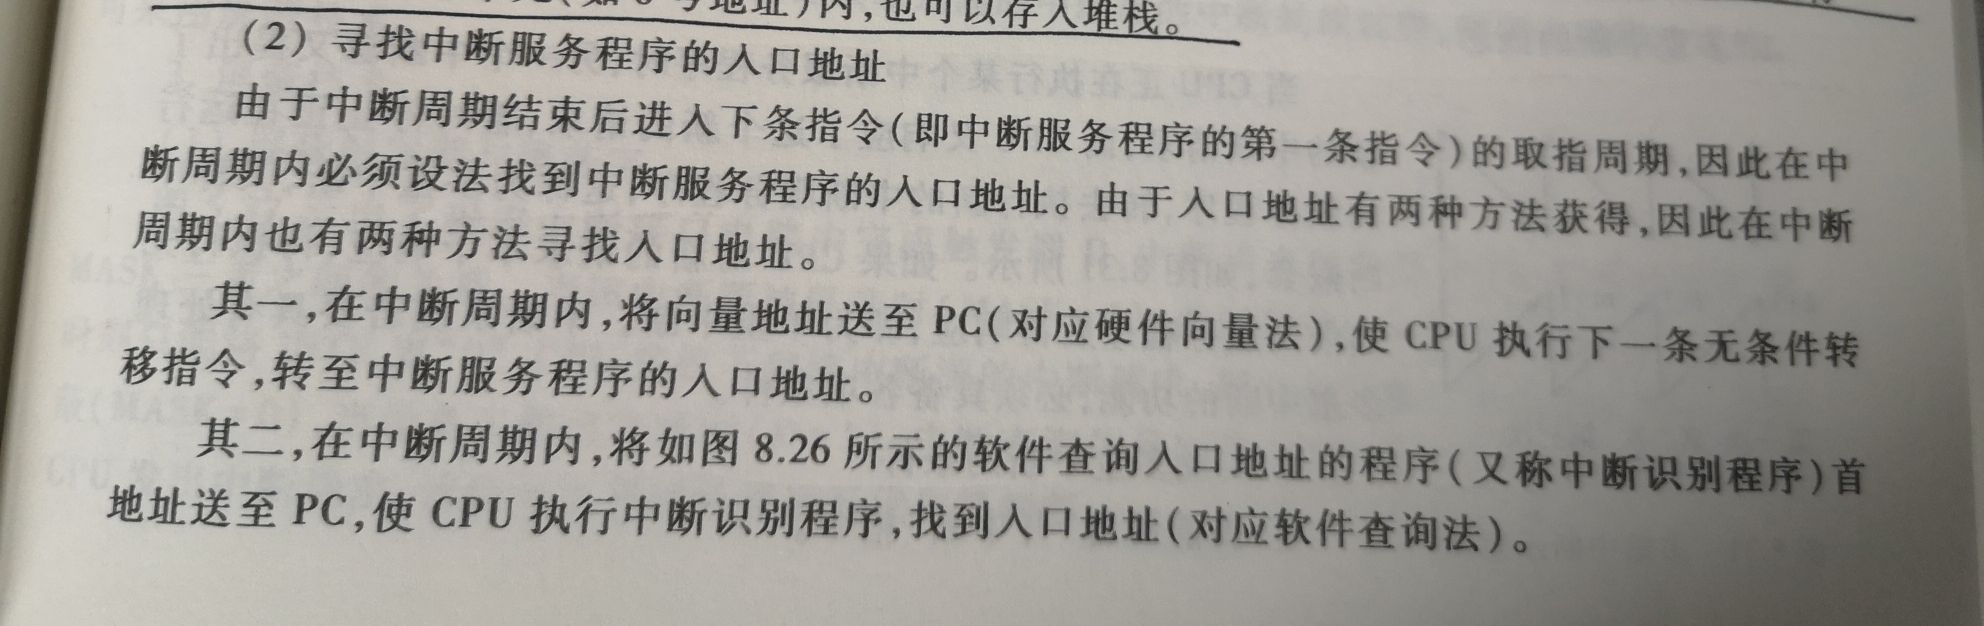 号地址)内,也可以存入堆栈。
(2) 寻找中断服务程序的入口地址
由于中断周期结束后进入下条指令(即中断服务程序的第一条指令)的取指周期,因此在中
断周期内必须设法找到中断服务程序的入口地址。由于入口地址有两种方法获得,因此在中断
周期内也有两种方法寻找入口地址。
其一,在中断周期内,将向量地址送至 PC(对应硬件向量法),使 CPU 执行下一条无条件转
移指令,转至中断服务程序的入口地址。
其二,在中断周期内,将如图 8.26 所示的软件查询入口地址的程序(又称中断识别程序)首
地址送至 PC,使 CPU 执行中断识别程序,找到入口地址(对应软件查询法)。